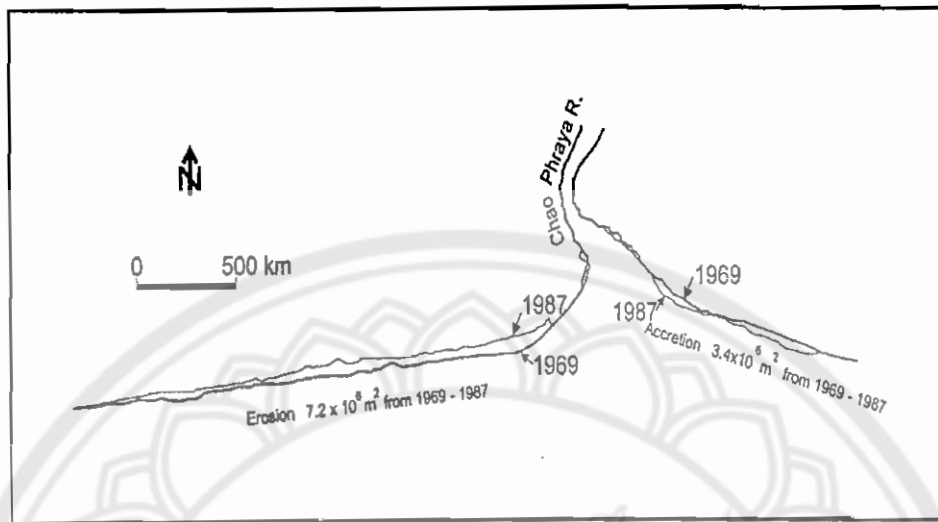 Chao Phraya R.
N
0 500 km
1987
1969
Erosion 7.2 x 10⁶ m² from 1969 - 1987
1969
1987
Accretion 3.4x10⁶ m² from 1969 - 1987